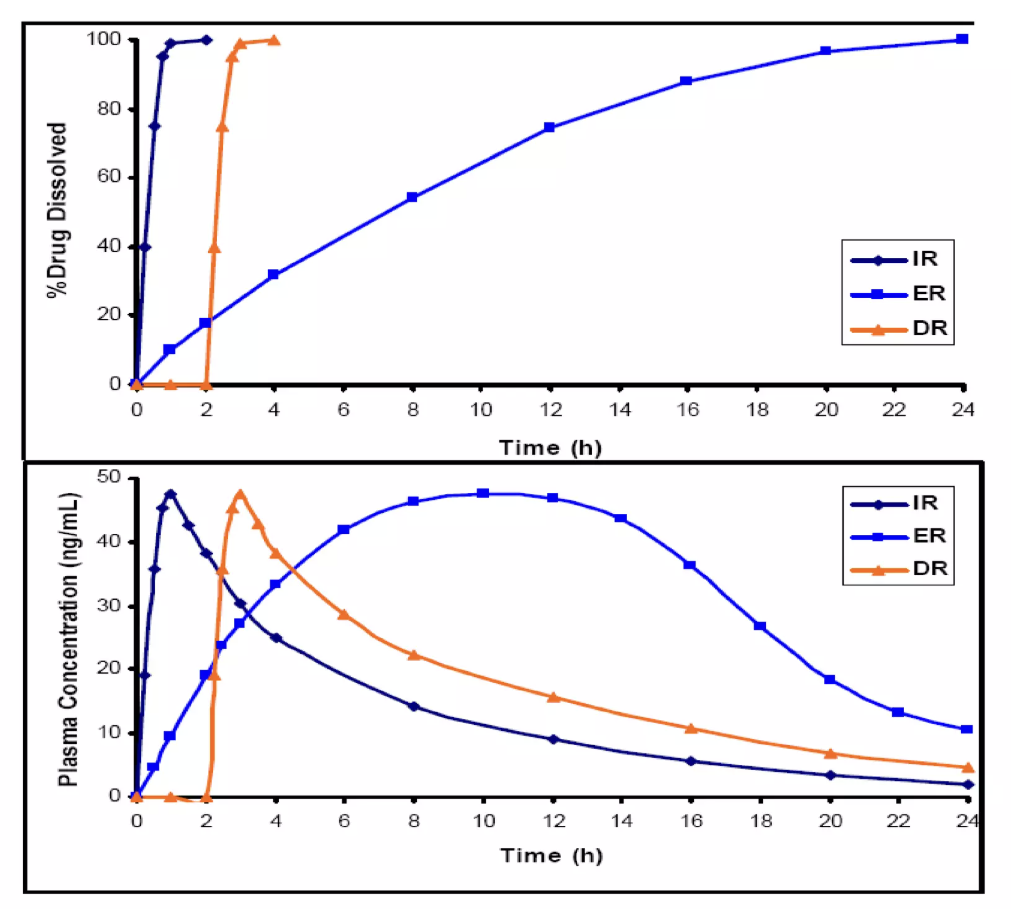 100
80
60
40
20
0
%Drug Dissolved
0 2 4 6 8 10 12 14 16 18 20 22 24
Time (h)
IR
ER
DR
50
40
30
20
10
0
Plasma Concentration (ng/mL)
0 2 4 6 8 10 12 14 16 18 20 22 24
Time (h)
IR
ER
DR